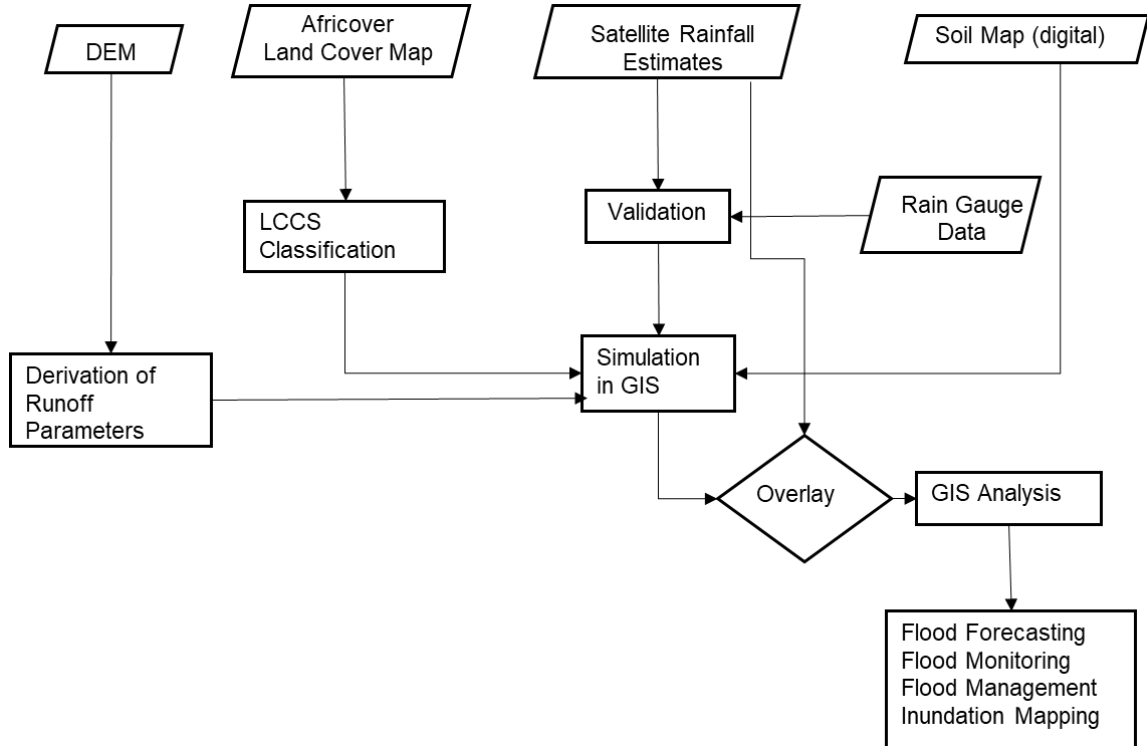 DEM
Africover
Land Cover Map
Satellite Rainfall
Estimates
Soil Map (digital)
LCCS
Classification
Validation
Rain Gauge
Data
Derivation of
Runoff
Parameters
Simulation
in GIS
Overlay
GIS Analysis
Flood Forecasting
Flood Monitoring
Flood Management
Inundation Mapping